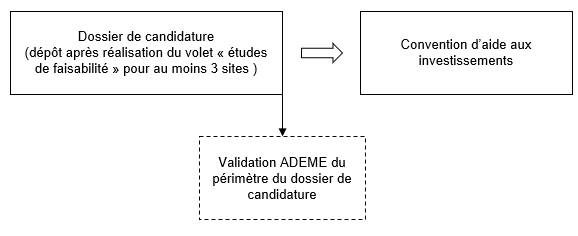 Dossier de candidature
(dépôt après réalisation du volet « études
de faisabilité » pour au moins 3 sites )
Convention d'aide aux
investissements
Validation ADEME du
périmètre du dossier de
candidature